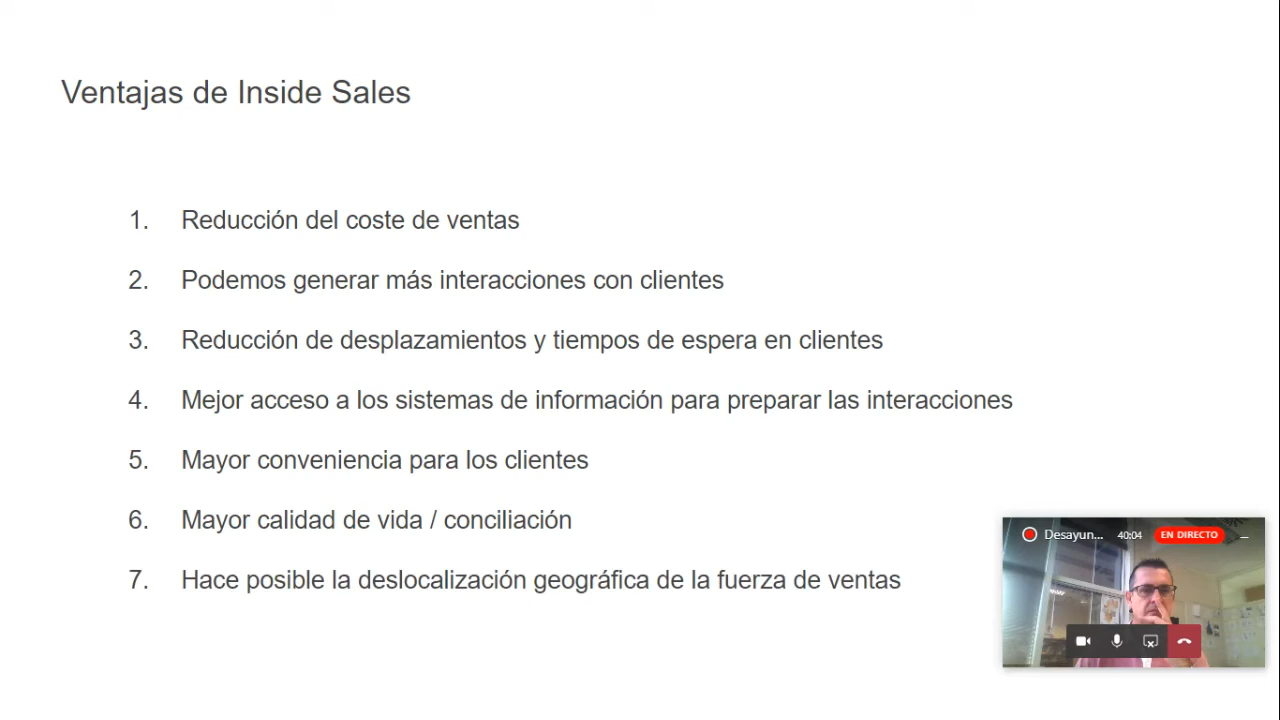 Ventajas de Inside Sales
1. Reducción del coste de ventas
2. Podemos generar más interacciones con clientes
3. Reducción de desplazamientos y tiempos de espera en clientes
4. Mejor acceso a los sistemas de información para preparar las interacciones
5. Mayor conveniencia para los clientes
6. Mayor calidad de vida / conciliación
7. Hace posible la deslocalización geográfica de la fuerza de ventas
Desayun... 40:04 EN DIRECTO